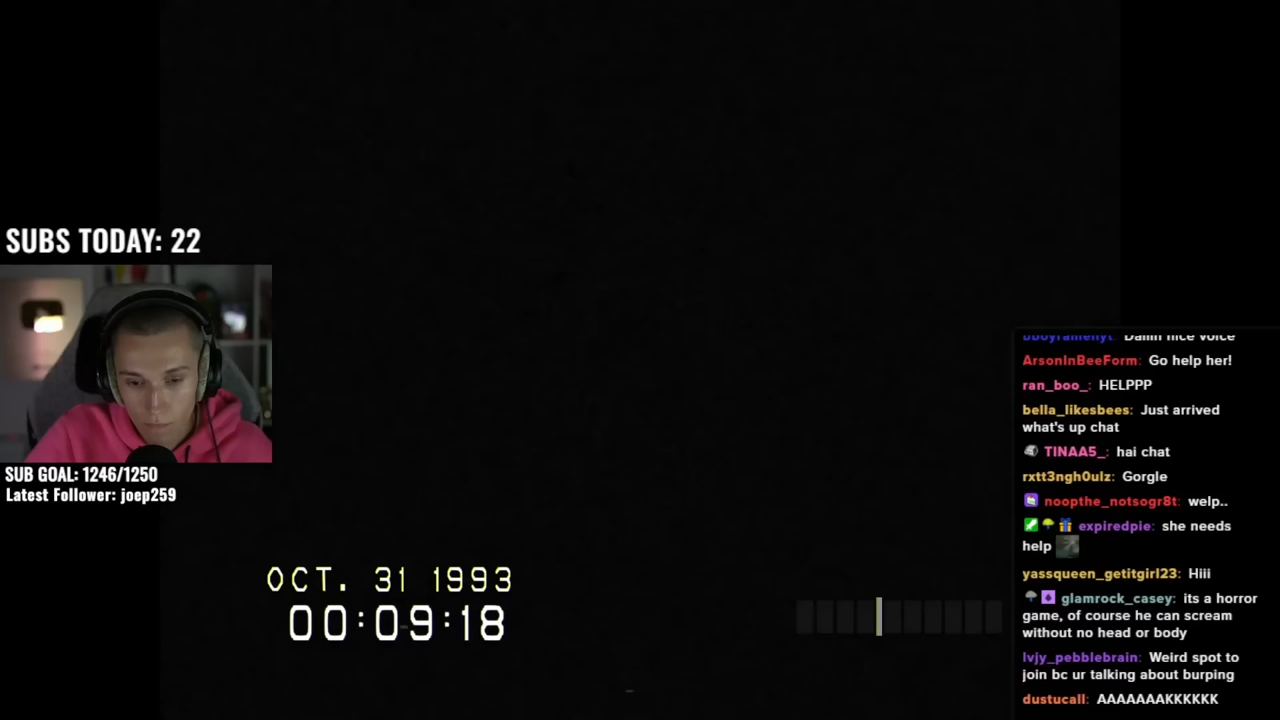 SUBS TODAY: 22
SUB GOAL: 1246/1250
Latest Follower: joep259
OCT. 31 1993
00:09:18
Damn nice voice
ArsonInBeeForm: Go help her!
ran_boo_: HELPPP
bella_likesbees: Just arrived
what's up chat
TINAA5_: hai chat
rxtt3ngh0ulz: Gorgle
noopthe_notsogr8t: welp..
expiredpie: she needs
help
yassqueen_getitgirl23: Hiii
glamrock_casey: its a horror
game, of course he can scream
without no head or body
lvjy_pebblebrain: Weird spot to
join bc ur talking about burping
dustucall: AAAAAAAKKKKKK